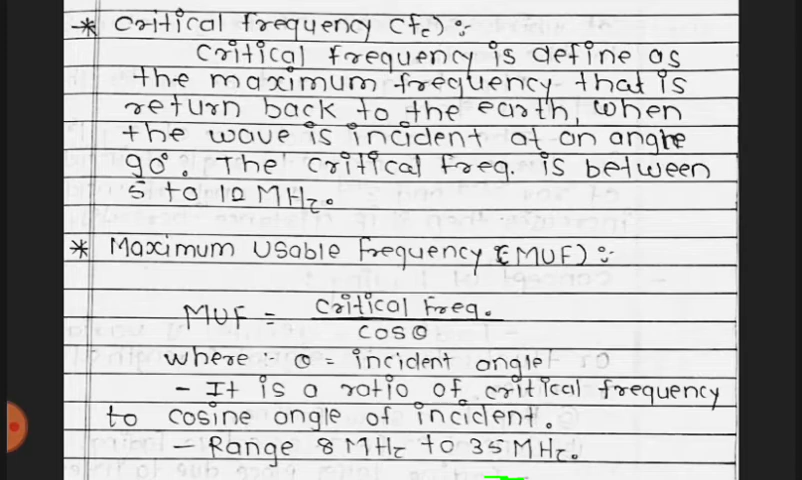 * Critical frequency (fc) :-
Critical frequency is define as
the maximum frequency that is
return back to the earth, when
the wave is incident at an angle
90°. The critical freq. is between
5 to 10 MHz.
* Maximum Usable Frequency (MUF) :-
MUF = Critical Freq. / cosθ
where :- θ = incident angle
- It is a ratio of critical frequency
to cosine angle of incident.
- Range 8 MHz to 35 MHz.